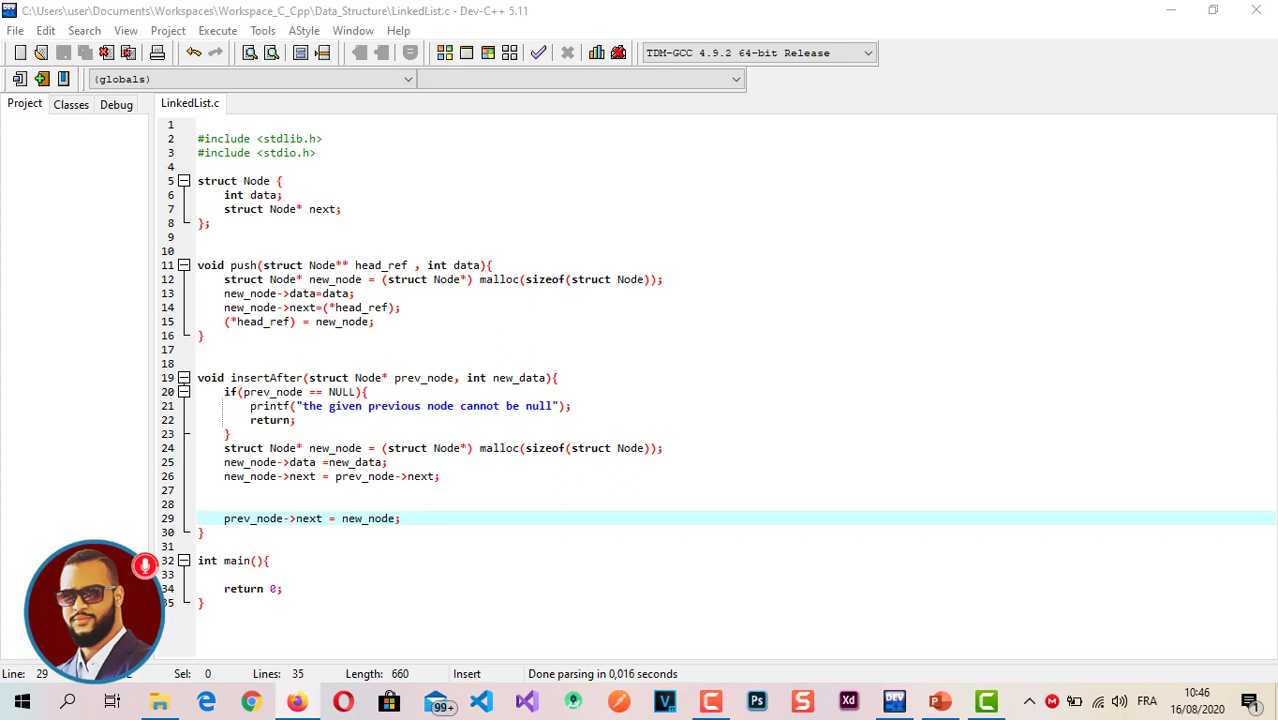 C:\Users\user\Documents\Workspaces\Workspace_C_Cpp\Data_Structure\LinkedList.c - Dev-C++ 5.11
File Edit Search View Project Execute Tools AStyle Window Help
TDM-GCC 4.9.2 64-bit Release
(globals)
Project Classes Debug LinkedList.c
1
2 #include <stdlib.h>
3 #include <stdio.h>
4
5 struct Node {
6 int data;
7 struct Node* next;
8 };
9
10
11 void push(struct Node** head_ref , int data){
12 struct Node* new_node = (struct Node*) malloc(sizeof(struct Node));
13 new_node->data=data;
14 new_node->next=(*head_ref);
15 (*head_ref) = new_node;
16 }
17
18
19 void insertAfter(struct Node* prev_node, int new_data){
20 if(prev_node == NULL){
21 printf("the given previous node cannot be null");
22 return;
23 }
24 struct Node* new_node = (struct Node*) malloc(sizeof(struct Node));
25 new_node->data =new_data;
26 new_node->next = prev_node->next;
27
28
29 prev_node->next = new_node;
30 }
31
32 int main(){
33
34 return 0;
35 }
Line: 29 Sel: 0 Lines: 35 Length: 660 Insert Done parsing in 0,016 seconds
99+ V Ps S Xd DEV P C M FRA 10:46
16/08/2020 1